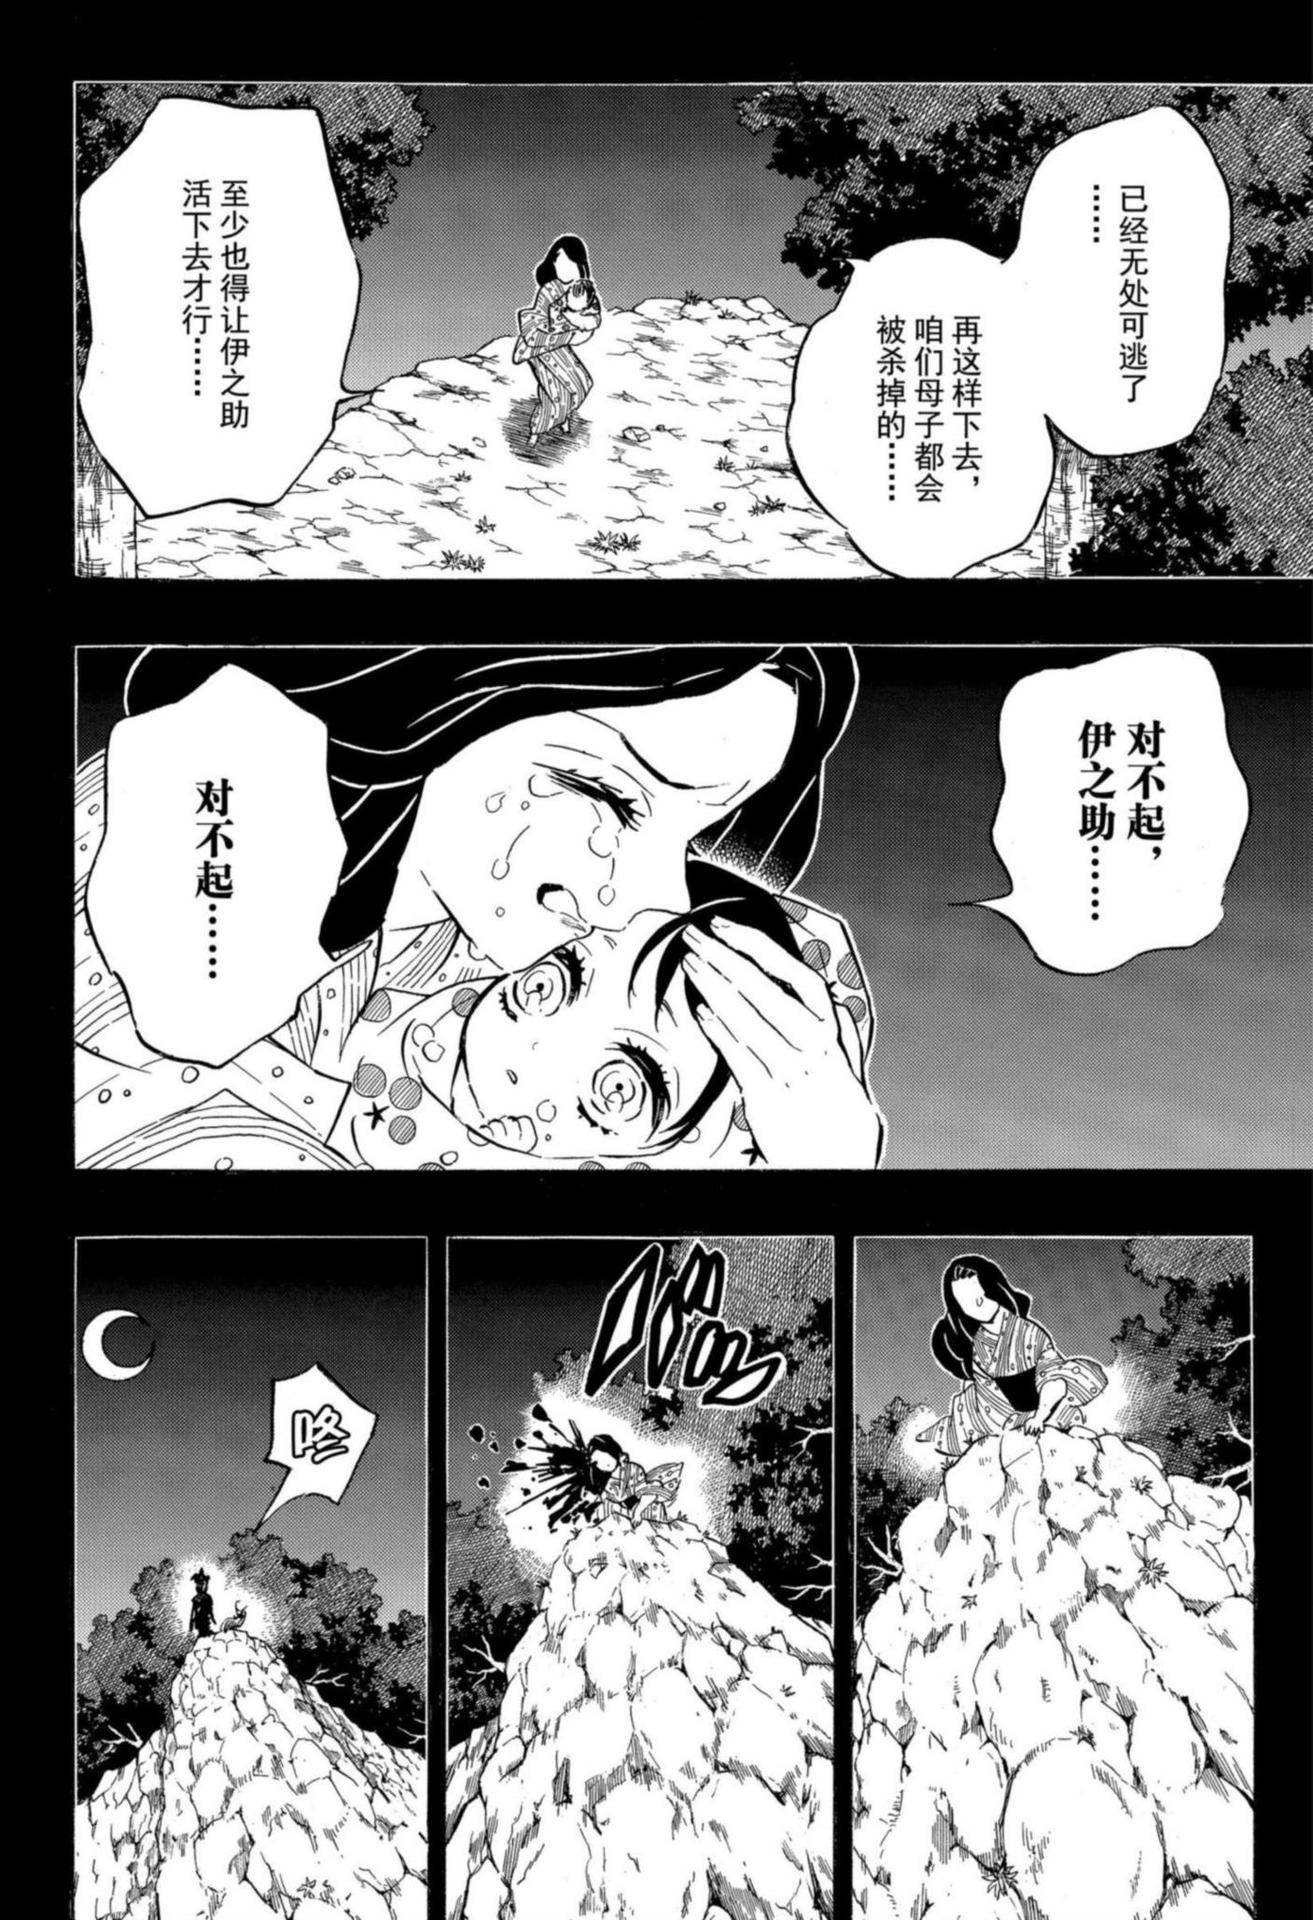 已经无处可逃了
……
再这样下去，
咱们母子都会
被杀掉的……
至少也得让伊之助
活下去才行……
对不起，
伊之助……
对不起……
咚